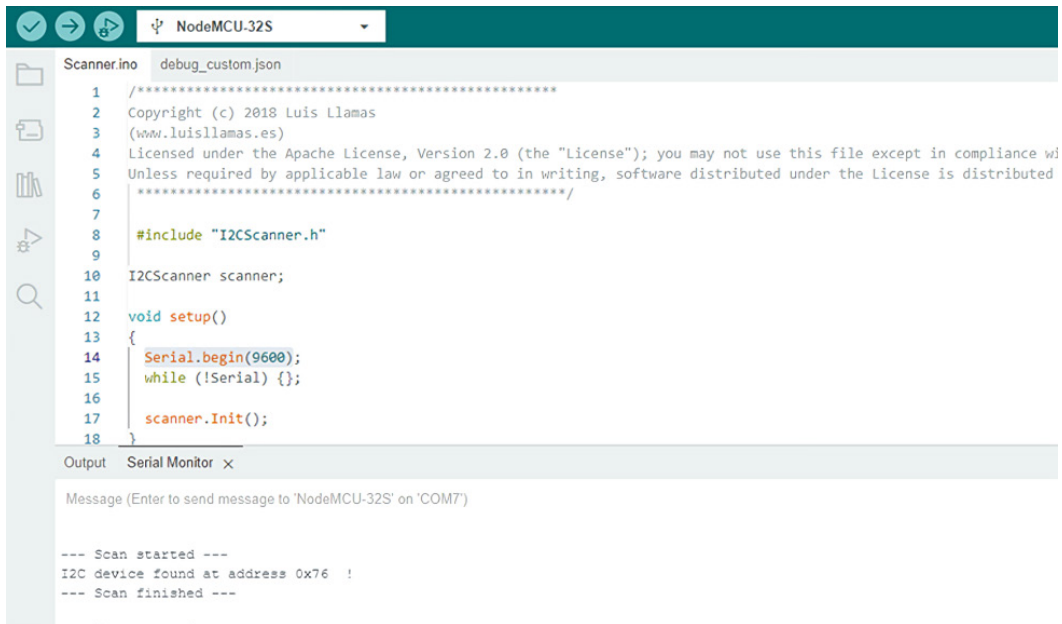 NodeMCU-32S
Scanner.ino debug_custom.json
1 /***************************************************
2 Copyright (c) 2018 Luis Llamas
3 (www.luisllamas.es)
4 Licensed under the Apache License, Version 2.0 (the "License"); you may not use this file except in compliance wi
5 Unless required by applicable law or agreed to in writing, software distributed under the License is distributed
6 ****************************************************/
7
8 #include "I2CScanner.h"
9
10 I2CScanner scanner;
11
12 void setup()
13 {
14 Serial.begin(9600);
15 while (!Serial) {};
16
17 scanner.Init();
18 }
Output Serial Monitor x
Message (Enter to send message to 'NodeMCU-32S' on 'COM7')
--- Scan started ---
I2C device found at address 0x76 !
--- Scan finished ---